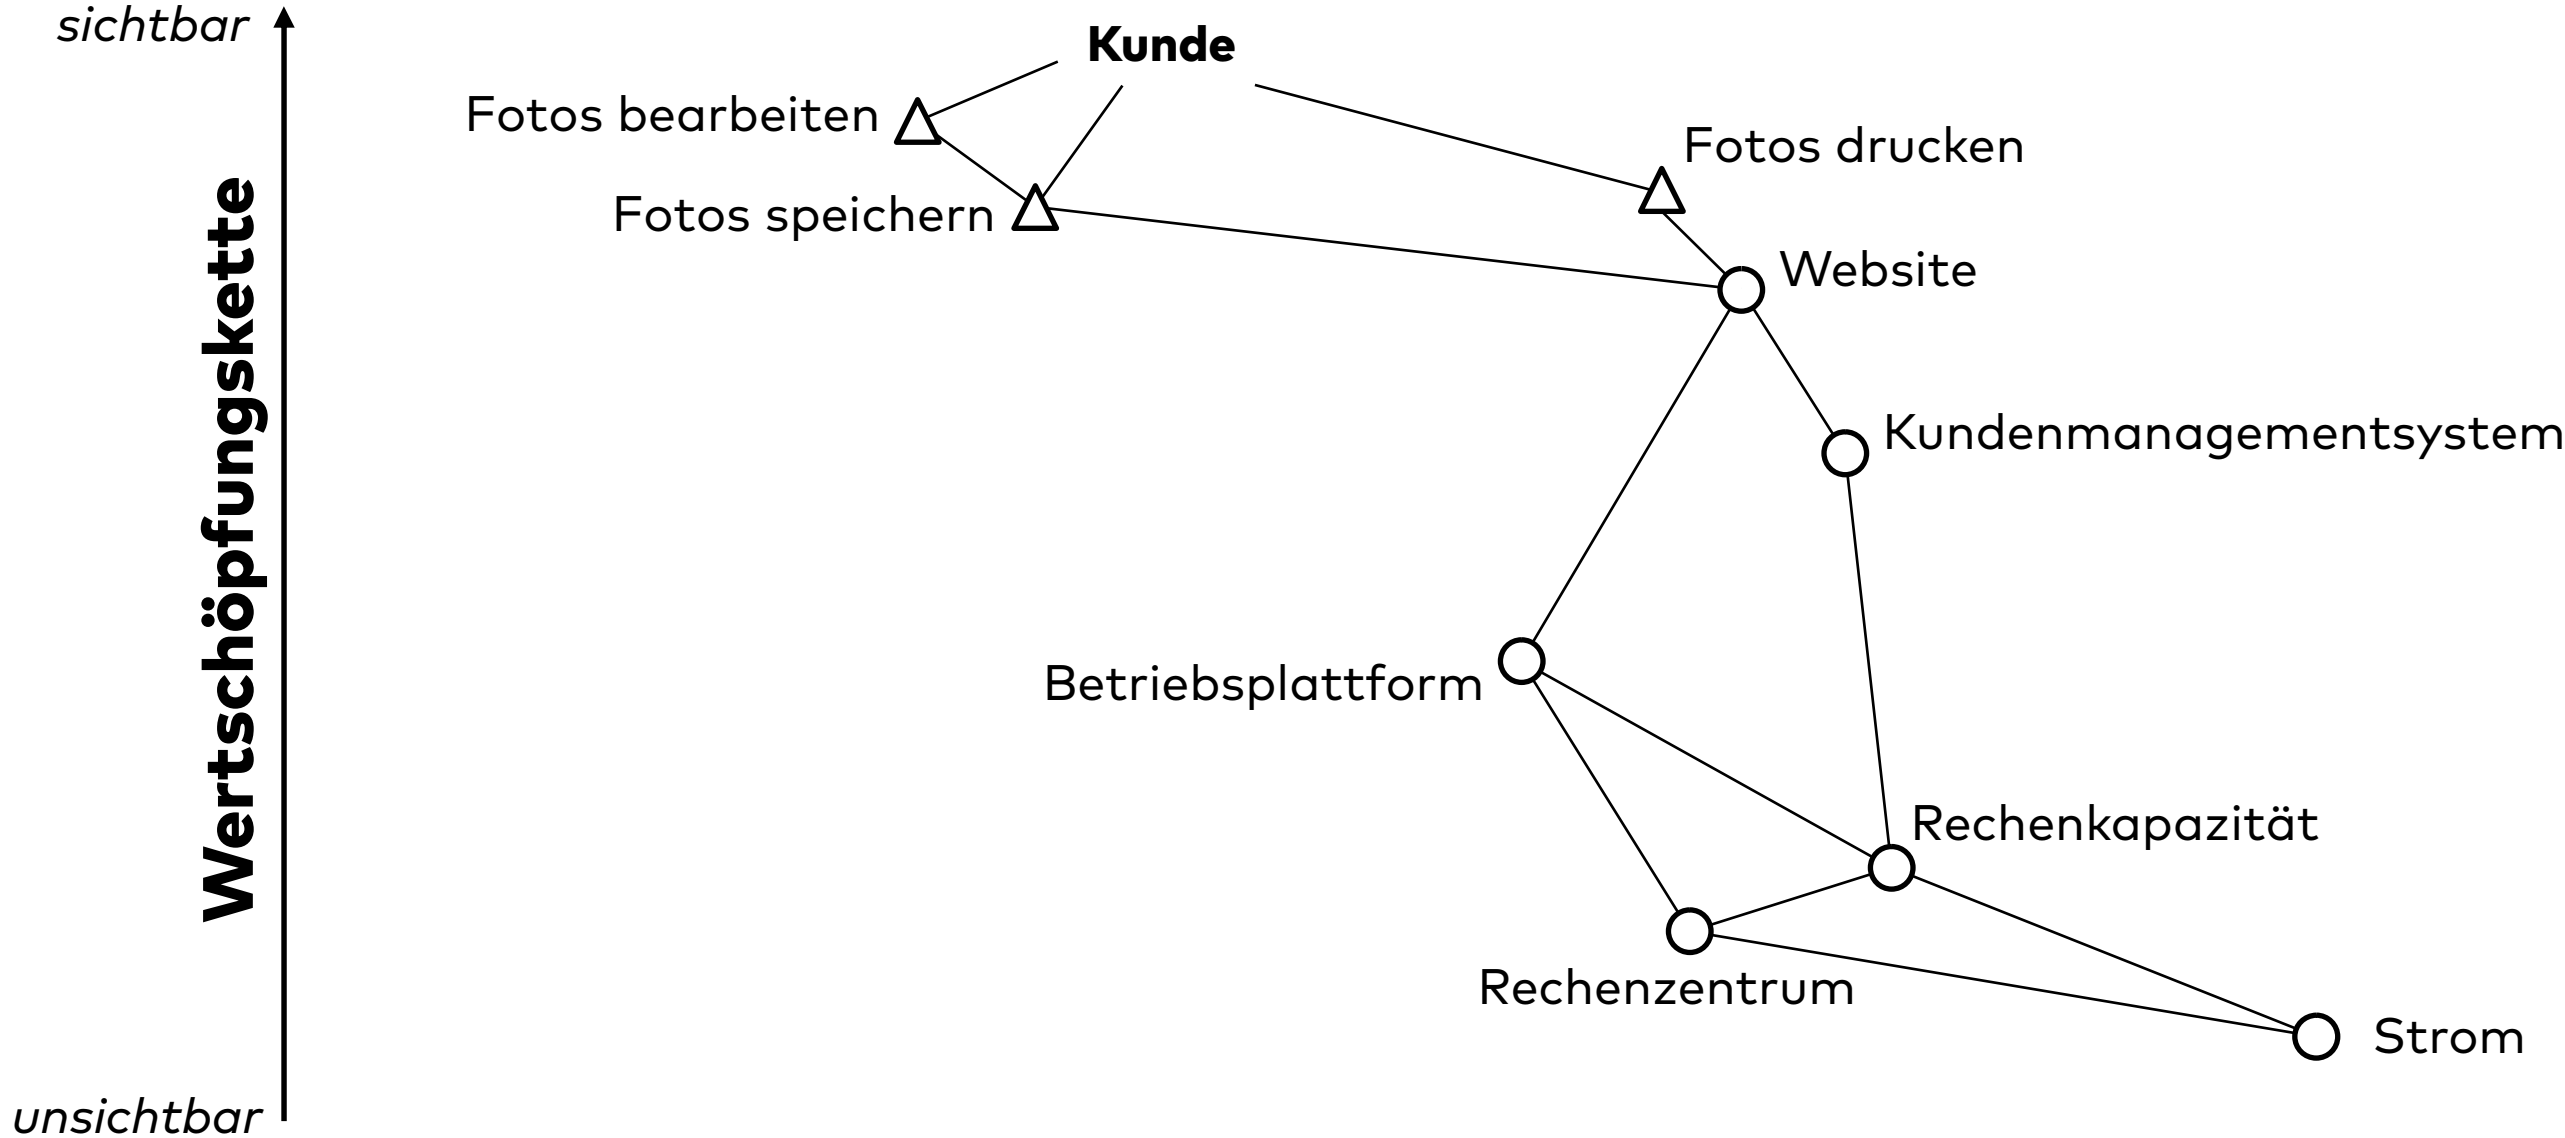 sichtbar
Kunde
Fotos bearbeiten
Fotos drucken
Fotos speichern
Website
Wertschöpfungskette
Kundenmanagementsystem
Betriebsplattform
Rechenkapazität
Rechenzentrum
Strom
unsichtbar